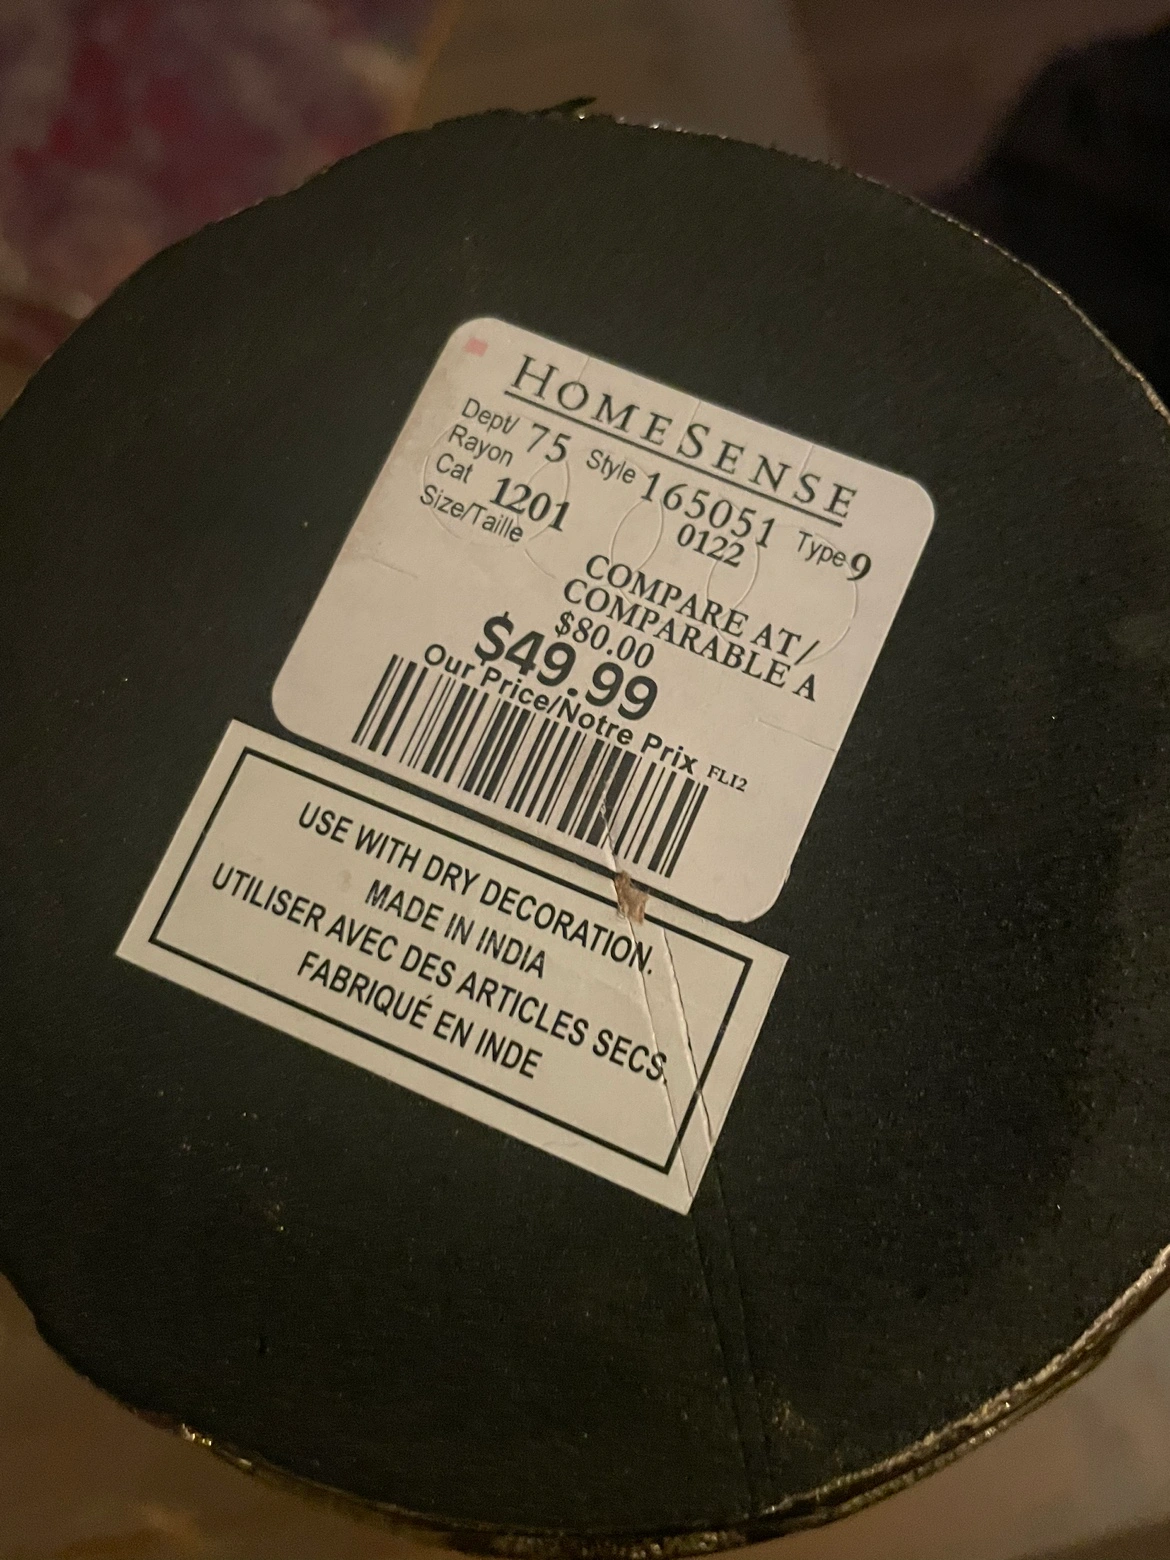 HOMESENSE
Dept/ Rayon 75 Style 165051 Type 9
Cat 1201 0122
Size/Taille
COMPARE AT /
COMPARABLE A
$80.00
$49.99
Our Price/Notre Prix FLI2
USE WITH DRY DECORATION.
MADE IN INDIA
UTILISER AVEC DES ARTICLES SECS.
FABRIQUÉ EN INDE